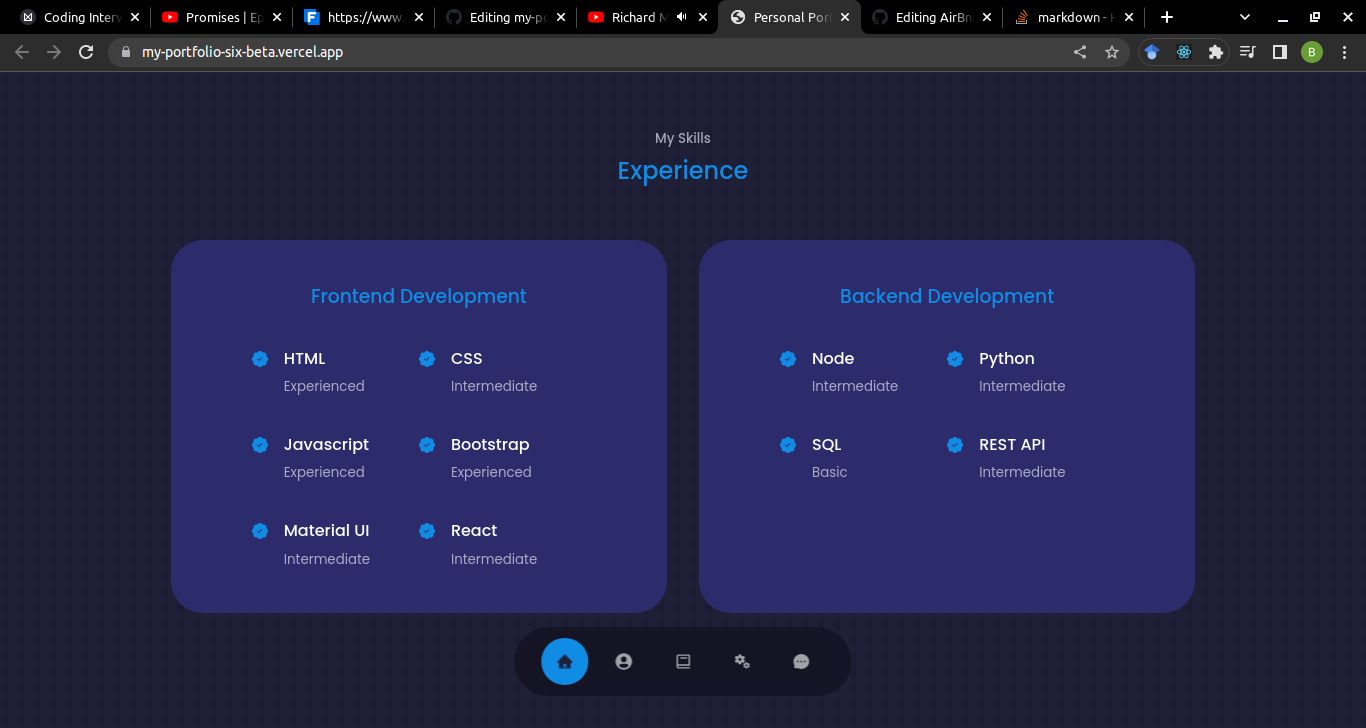 Coding Interv
Promises | Ep
https://www.
Editing my-po
Richard M
Personal Port
Editing AirBn
markdown - H
my-portfolio-six-beta.vercel.app
B
My Skills
Experience
Frontend Development
Backend Development
HTML
CSS
Node
Python
Experienced
Intermediate
Intermediate
Intermediate
Javascript
Bootstrap
SQL
REST API
Experienced
Experienced
Basic
Intermediate
Material UI
React
Intermediate
Intermediate